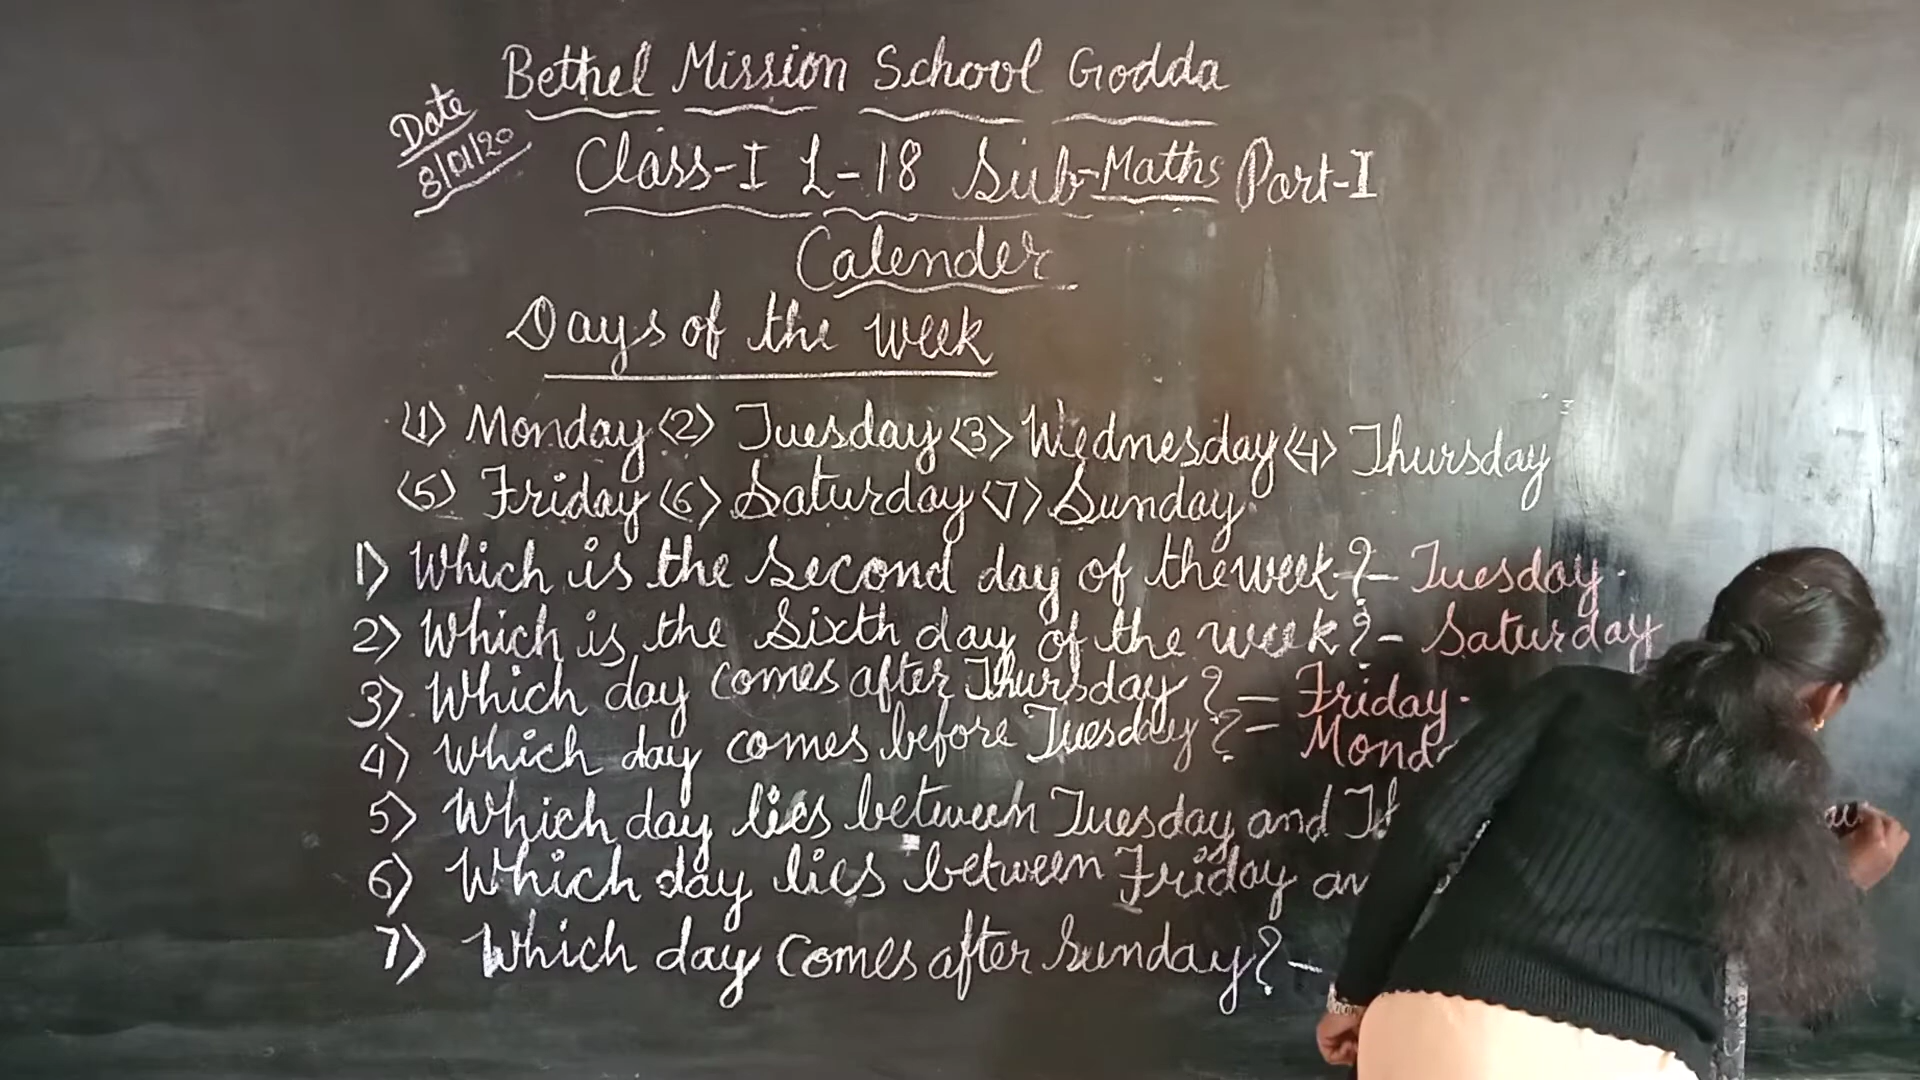 Bethel Mission School Godda
Date
8/01/20
Class-I L-18 Sub-Maths Part-I
Calender
Days of the week
(1) Monday (2) Tuesday (3) Wednesday (4) Thursday
(5) Friday (6) Saturday (7) Sunday
1) Which is the second day of the week? - Tuesday.
2) Which is the Sixth day of the week? - Saturday
3) Which day comes after Thursday? - Friday.
4) Which day comes before Tuesday? - Mond
5) Which day lies between Tuesday and
6) Which day lies between Friday
7) Which day comes after Sunday? -